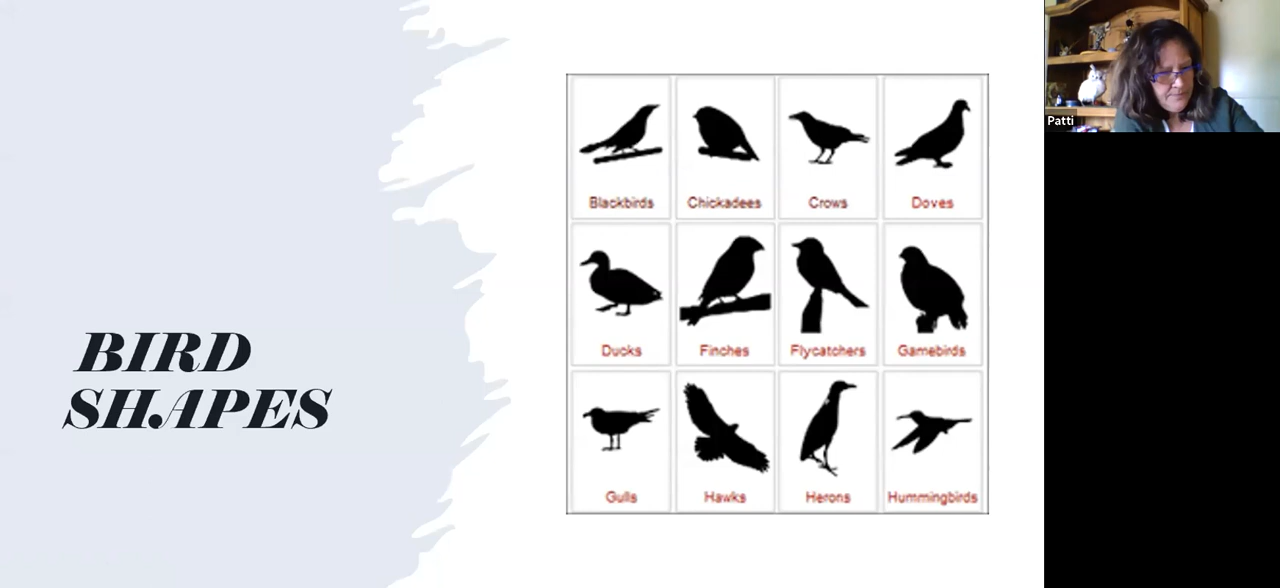 BIRD
SHAPES
Blackbirds
Chickadees
Crows
Doves
Ducks
Finches
Flycatchers
Gamebirds
Gulls
Hawks
Herons
Hummingbirds
Patti